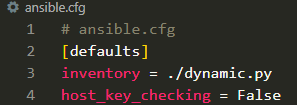 ansible.cfg
1 # ansible.cfg
2 [defaults]
3 inventory = ./dynamic.py
4 host_key_checking = False